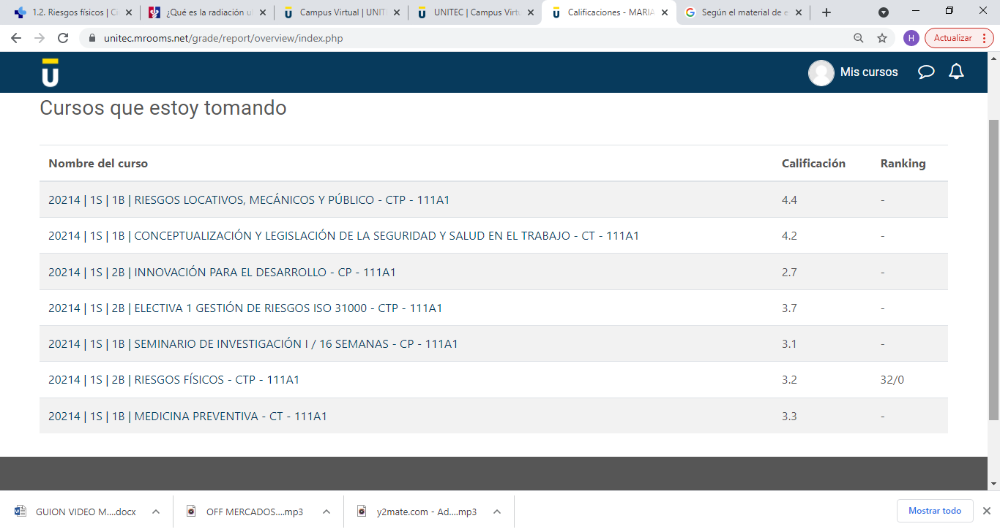 1.2. Riesgos físicos | Ci
¿Qué es la radiación u
Campus Virtual | UNIT
UNITEC | Campus Virtu
Calificaciones - MARIA
Según el material de e
unitec.mrooms.net/grade/report/overview/index.php
H
Actualizar
U
Mis cursos
Cursos que estoy tomando
Nombre del curso Calificación Ranking
20214 | 1S | 1B | RIESGOS LOCATIVOS, MECÁNICOS Y PÚBLICO - CTP - 111A1 4.4 -
20214 | 1S | 1B | CONCEPTUALIZACIÓN Y LEGISLACIÓN DE LA SEGURIDAD Y SALUD EN EL TRABAJO - CT - 111A1 4.2 -
20214 | 1S | 2B | INNOVACIÓN PARA EL DESARROLLO - CP - 111A1 2.7 -
20214 | 1S | 2B | ELECTIVA 1 GESTIÓN DE RIESGOS ISO 31000 - CTP - 111A1 3.7 -
20214 | 1S | 1B | SEMINARIO DE INVESTIGACIÓN I / 16 SEMANAS - CP - 111A1 3.1 -
20214 | 1S | 2B | RIESGOS FÍSICOS - CTP - 111A1 3.2 32/0
20214 | 1S | 1B | MEDICINA PREVENTIVA - CT - 111A1 3.3 -
GUION VIDEO M....docx
OFF MERCADOS....mp3
y2mate.com - Ad....mp3
Mostrar todo